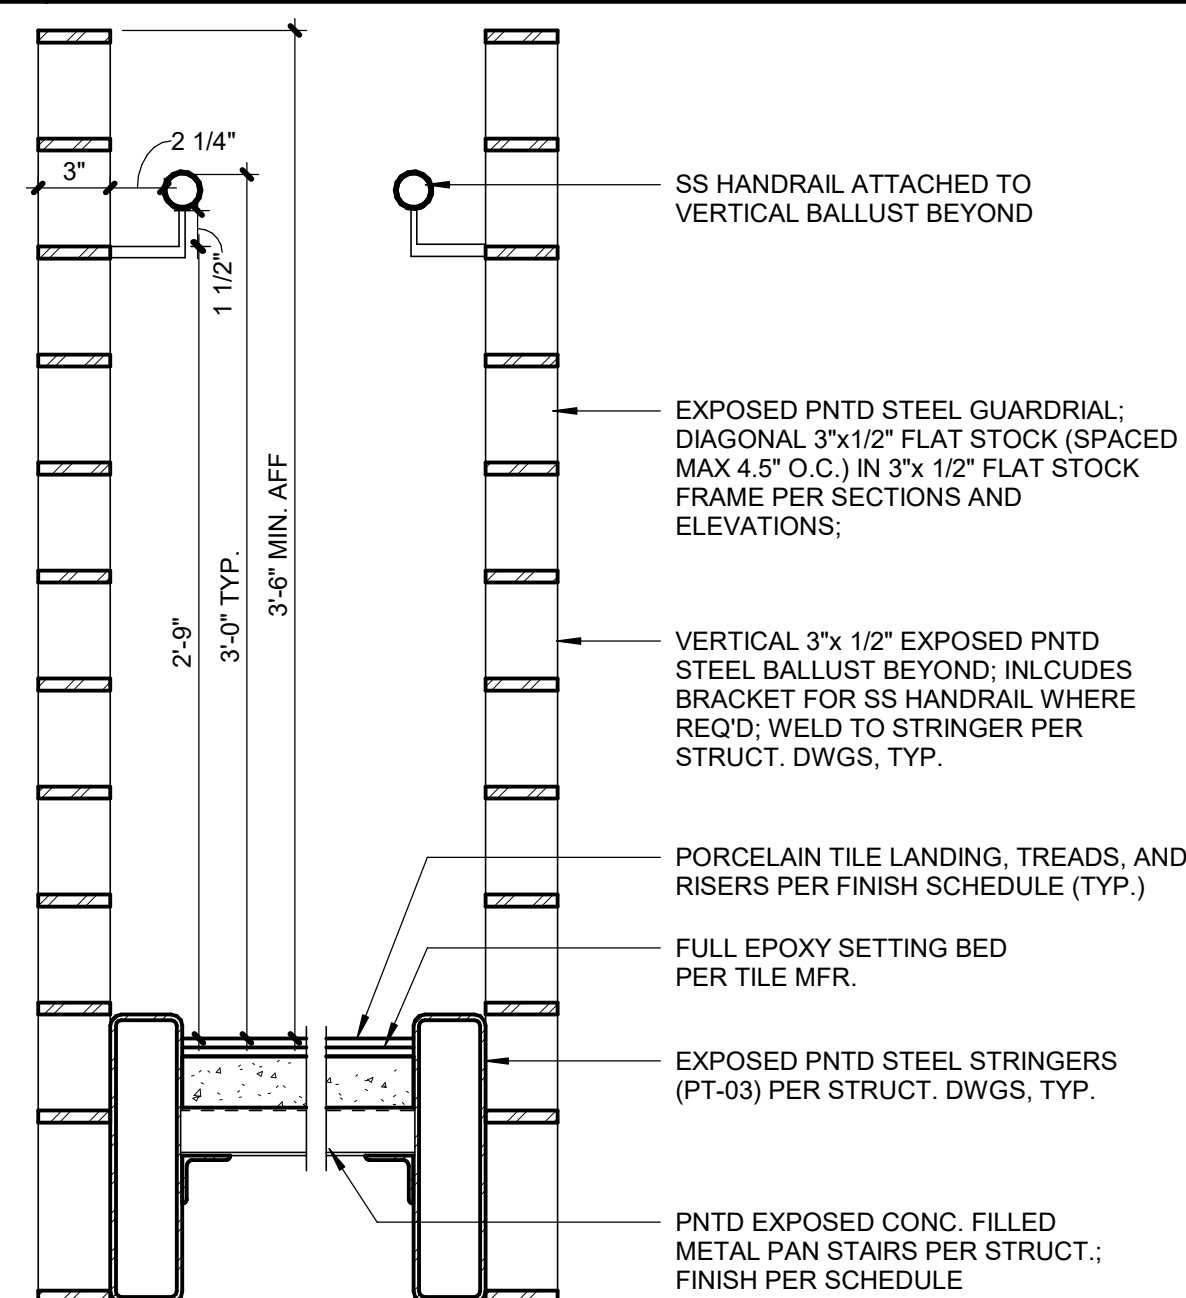 2 1/4"
3"
1 1/2"
2'-9"
3'-0" TYP.
3'-6" MIN. AFF
SS HANDRAIL ATTACHED TO
VERTICAL BALLUST BEYOND
EXPOSED PNTD STEEL GUARDRIAL;
DIAGONAL 3"x1/2" FLAT STOCK (SPACED
MAX 4.5" O.C.) IN 3"x 1/2" FLAT STOCK
FRAME PER SECTIONS AND
ELEVATIONS;
VERTICAL 3"x 1/2" EXPOSED PNTD
STEEL BALLUST BEYOND; INLCUDES
BRACKET FOR SS HANDRAIL WHERE
REQ'D; WELD TO STRINGER PER
STRUCT. DWGS, TYP.
PORCELAIN TILE LANDING, TREADS, AND
RISERS PER FINISH SCHEDULE (TYP.)
FULL EPOXY SETTING BED
PER TILE MFR.
EXPOSED PNTD STEEL STRINGERS
(PT-03) PER STRUCT. DWGS, TYP.
PNTD EXPOSED CONC. FILLED
METAL PAN STAIRS PER STRUCT.;
FINISH PER SCHEDULE